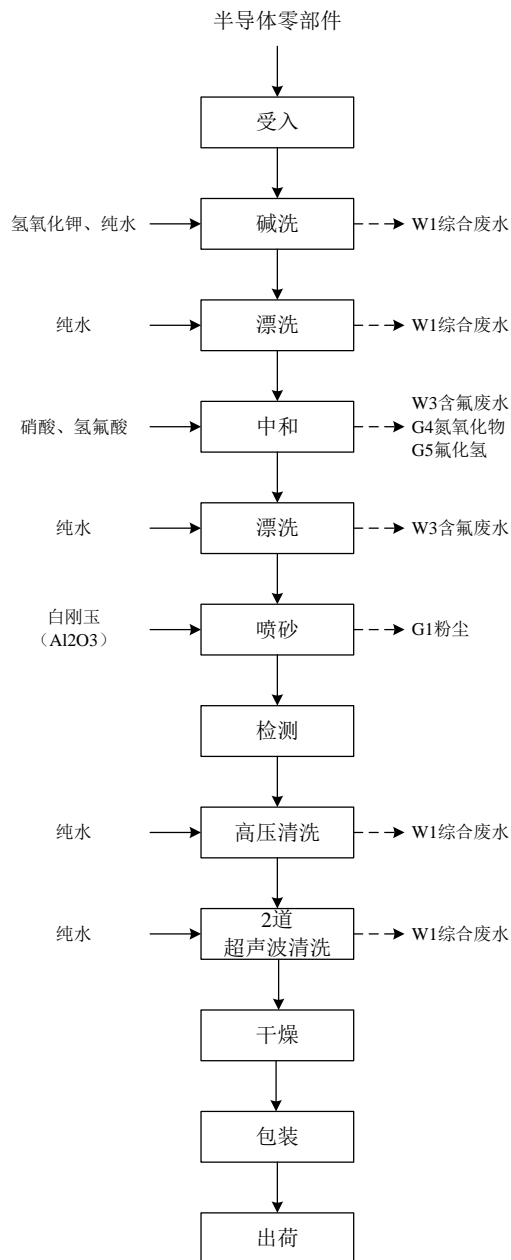 半导体零部件
受入
氢氧化钾、纯水
碱洗
W1综合废水
纯水
漂洗
W1综合废水
硝酸、氢氟酸
中和
W3含氟废水
G4氮氧化物
G5氟化氢
纯水
漂洗
W3含氟废水
白刚玉
（Al2O3）
喷砂
G1粉尘
检测
纯水
高压清洗
W1综合废水
纯水
2道
超声波清洗
W1综合废水
干燥
包装
出荷